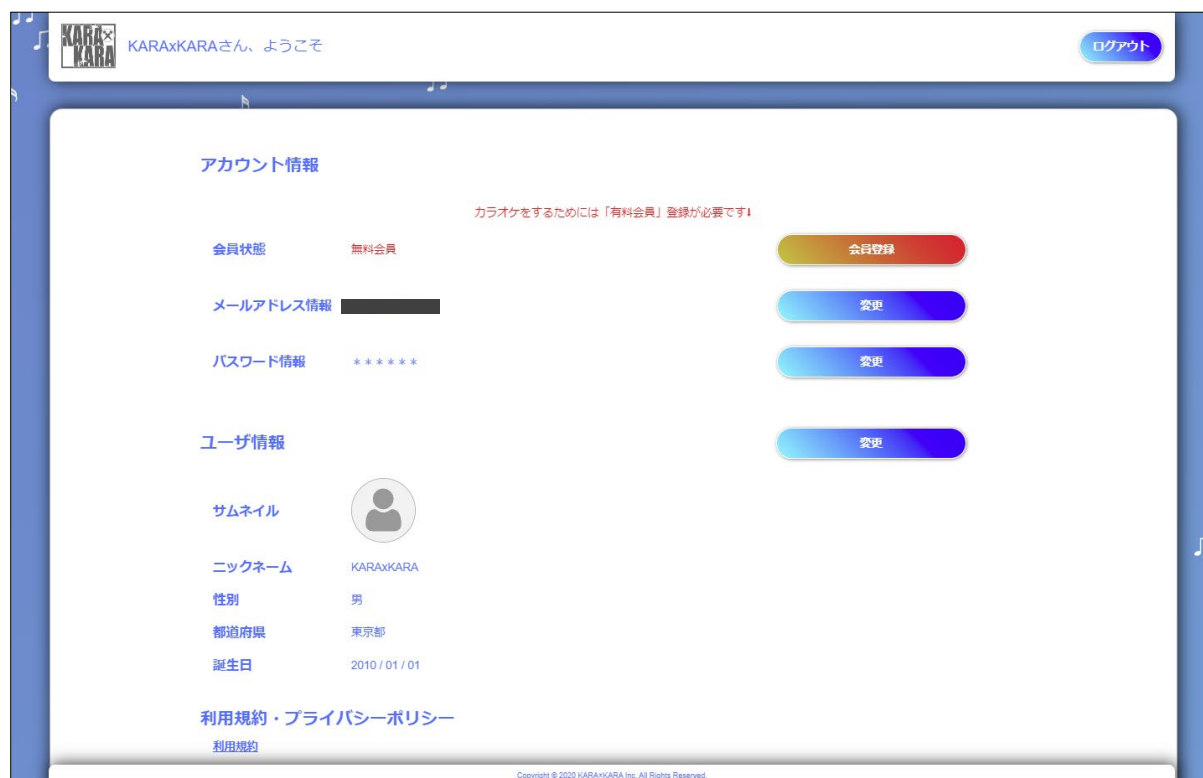 KARA×
KARA
KARAxKARAさん、ようこそ
ログアウト
アカウント情報
カラオケをするためには「有料会員」登録が必要です!
会員状態
無料会員
会員登録
メールアドレス情報
変更
パスワード情報
******
変更
ユーザ情報
変更
サムネイル
ニックネーム
KARAxKARA
性別
男
都道府県
東京都
誕生日
2010 / 01 / 01
利用規約・プライバシーポリシー
利用規約
Copyright © 2020 KARA×KARA Inc. All Rights Reserved.